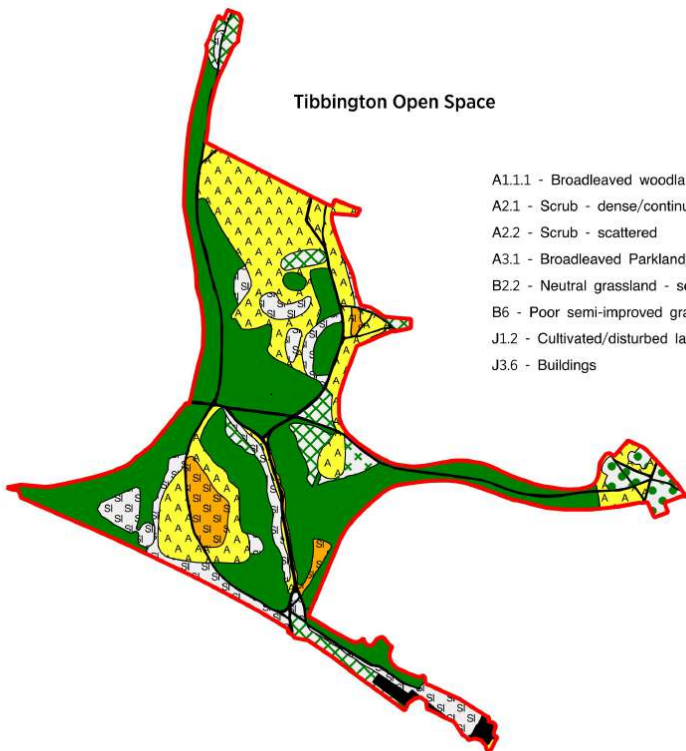 Tibbington Open Space
A1.1.1 - Broadleaved woodla
A2.1 - Scrub - dense/continu
A2.2 - Scrub - scattered
A3.1 - Broadleaved Parkland
B2.2 - Neutral grassland - se
B6 - Poor semi-improved gra
J1.2 - Cultivated/disturbed la
J3.6 - Buildings